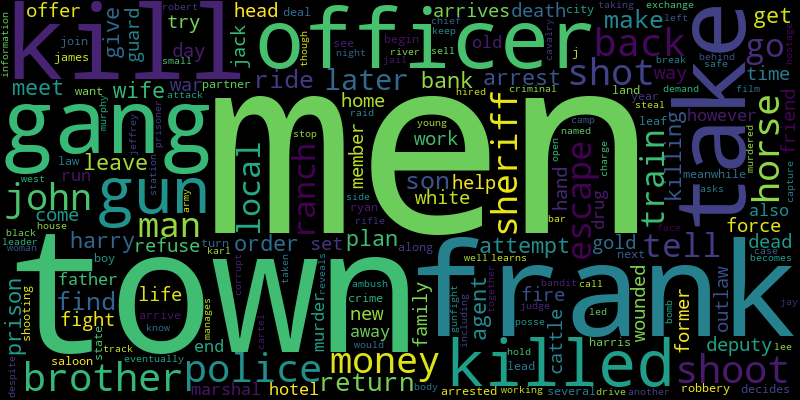 kill officer take men town frank gang
killed gun shot back go horse
offer try head arrives death city taking exchange
robert deal join guard give day jack
james small partner attack
information though see night keep chief sell begin river jail
old make j left behind safe break cavalry
get hostage demand film steal
meet wife war want ride later bank arrest way land year time
murphy jeffrey prisoner home hired raid criminal
however friend murdered
law leave run station member work young
john come man local stop ranch sheriff
son help white side rifle army west
escape hand drug camp named open bar charge
train killing leaf meanwhile asks capture also force
black leader woman house harry refuse order set ryan plan along
turn karl boy father
attempt agent gold tell face dead case becomes
well learns next
prison shooting find fight life state track
arrive know despite eventually saloon
corrupt manages end taken reveals murder cartel
ambush crime would new away family
gunfight including together posse
fire bandit call judge led bomb wounded several
cattle harris former outlaw deputy lee jay
brother police marshal hotel money return body
hold lead arrested working drive another
shoot robbery decides